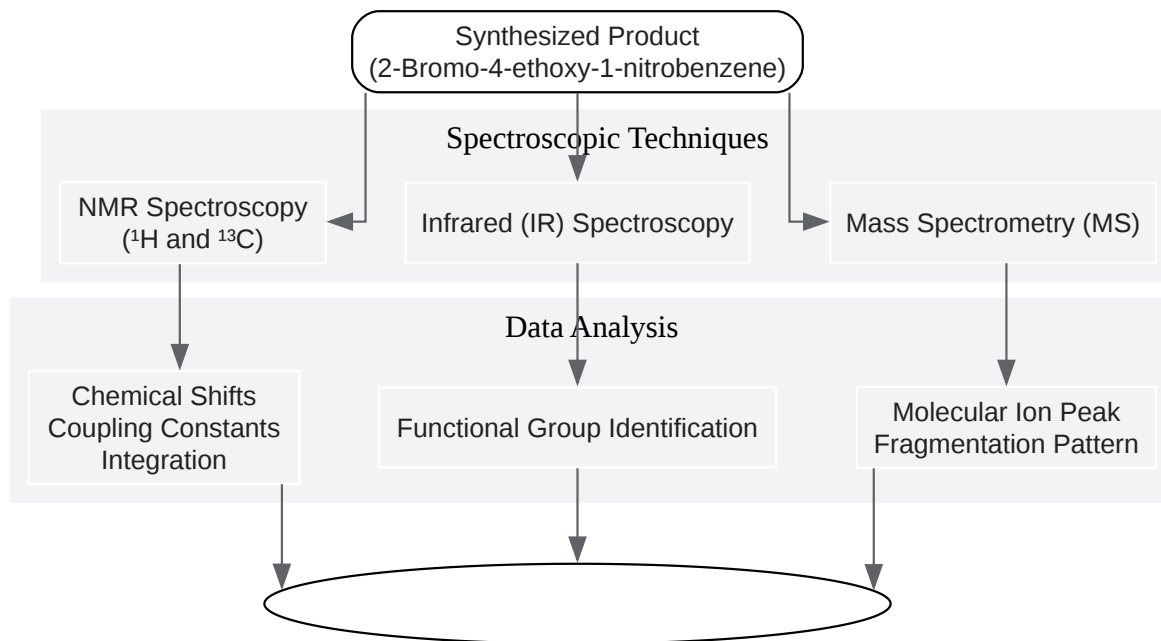 Synthesized Product
(2-Bromo-4-ethoxy-1-nitrobenzene)
Spectroscopic Techniques
NMR Spectroscopy
(¹H and ¹³C)
Infrared (IR) Spectroscopy
Mass Spectrometry (MS)
Data Analysis
Chemical Shifts
Coupling Constants
Integration
Functional Group Identification
Molecular Ion Peak
Fragmentation Pattern